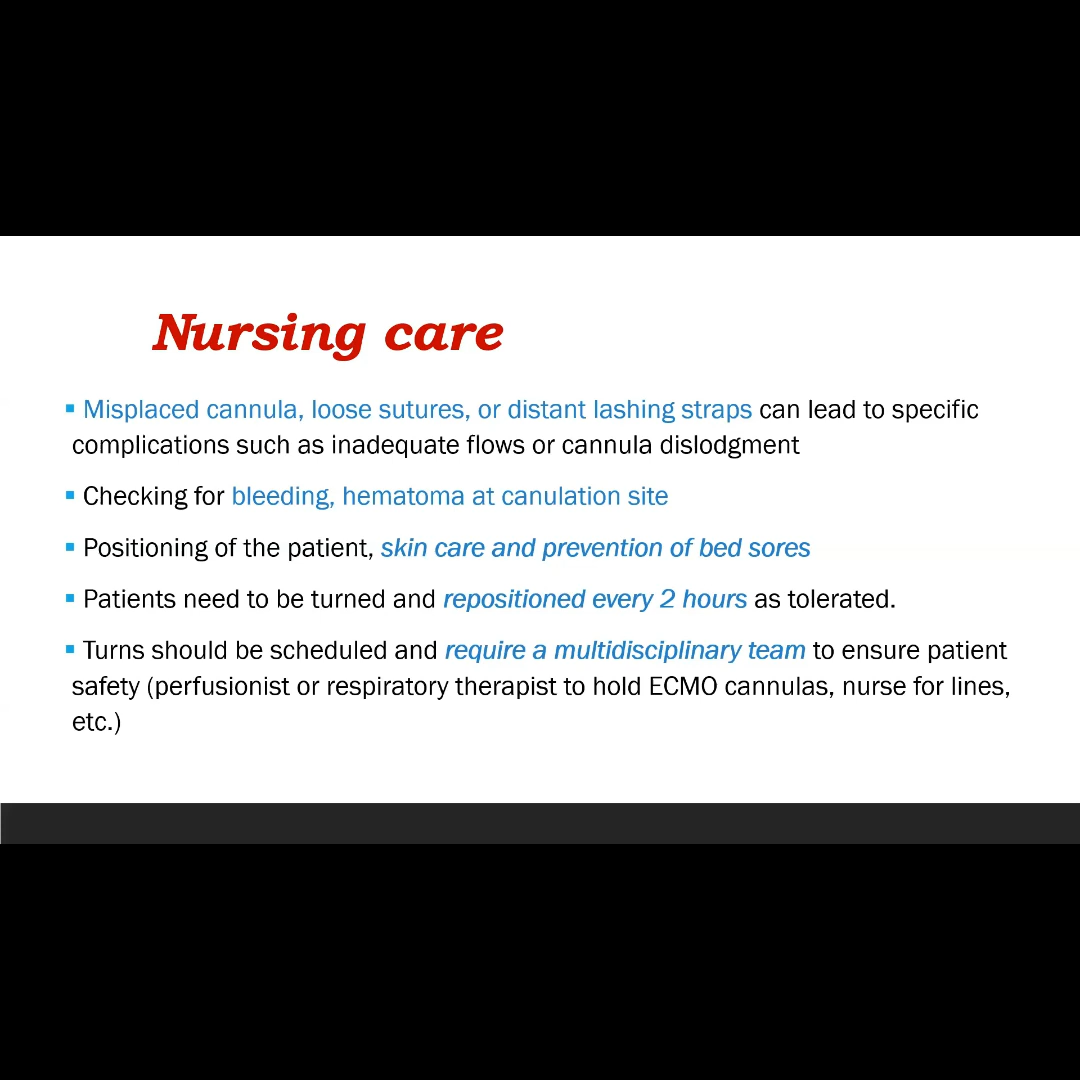 Nursing care
▪ Misplaced cannula, loose sutures, or distant lashing straps can lead to specific
complications such as inadequate flows or cannula dislodgment
▪ Checking for bleeding, hematoma at canulation site
▪ Positioning of the patient, skin care and prevention of bed sores
▪ Patients need to be turned and repositioned every 2 hours as tolerated.
▪ Turns should be scheduled and require a multidisciplinary team to ensure patient
safety (perfusionist or respiratory therapist to hold ECMO cannulas, nurse for lines,
etc.)